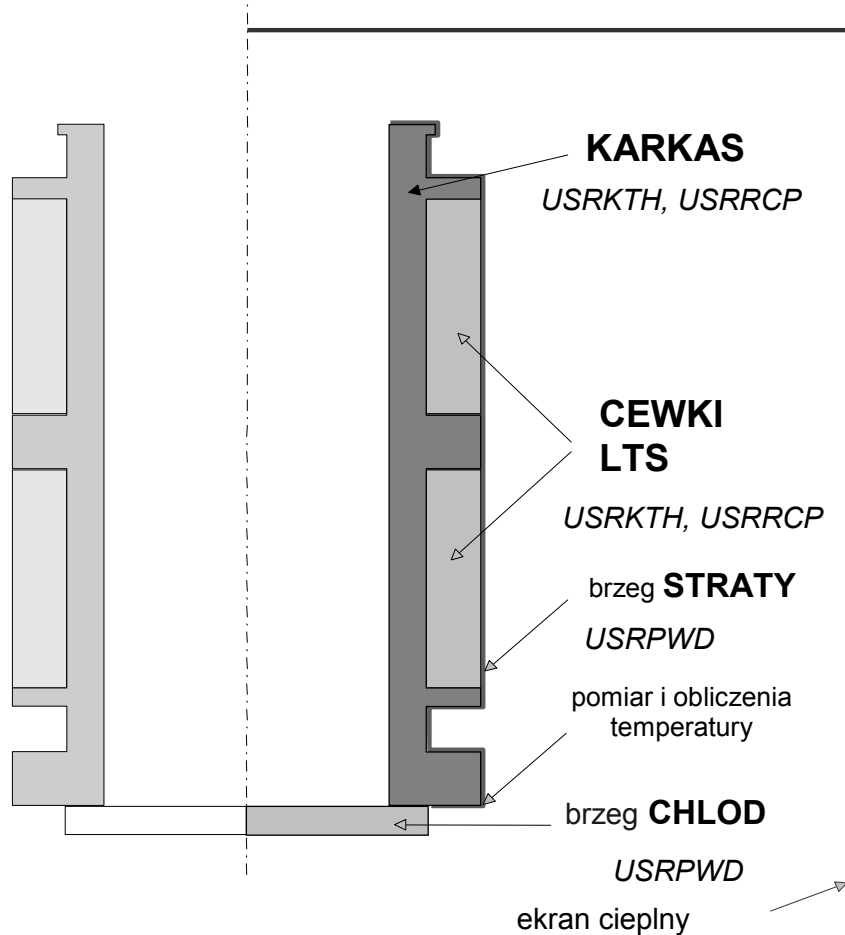 KARKAS
USRKTH, USRRCP
CEWKI
LTS
USRKTH, USRRCP
brzeg STRATY
USRPWD
pomiar i obliczenia
temperatury
brzeg CHLOD
USRPWD
ekran cieplny